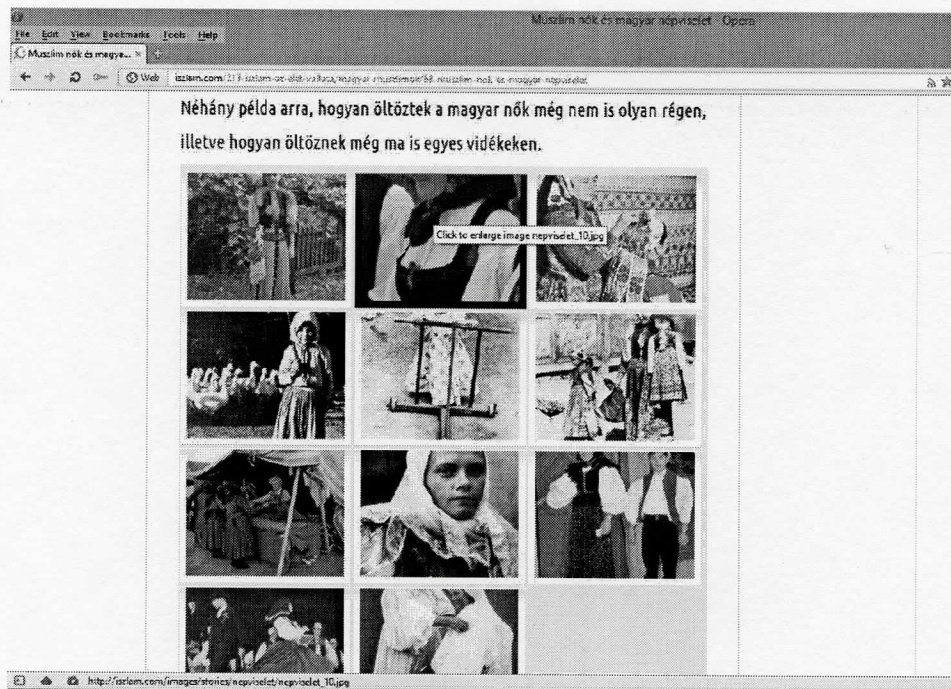 Muszlim nők és magyar népviselet - Opera
File Edit View Bookmarks Tools Help
Muszlim nők és magya...
Web iszlam.com/
Néhány példa arra, hogyan öltöztek a magyar nők még nem is olyan régen,
illetve hogyan öltöznek még ma is egyes vidékeken.
Click to enlarge image nepviselet_10.jpg
http://iszlam.com/images/stories/nepviselet/nepviselet_10.jpg